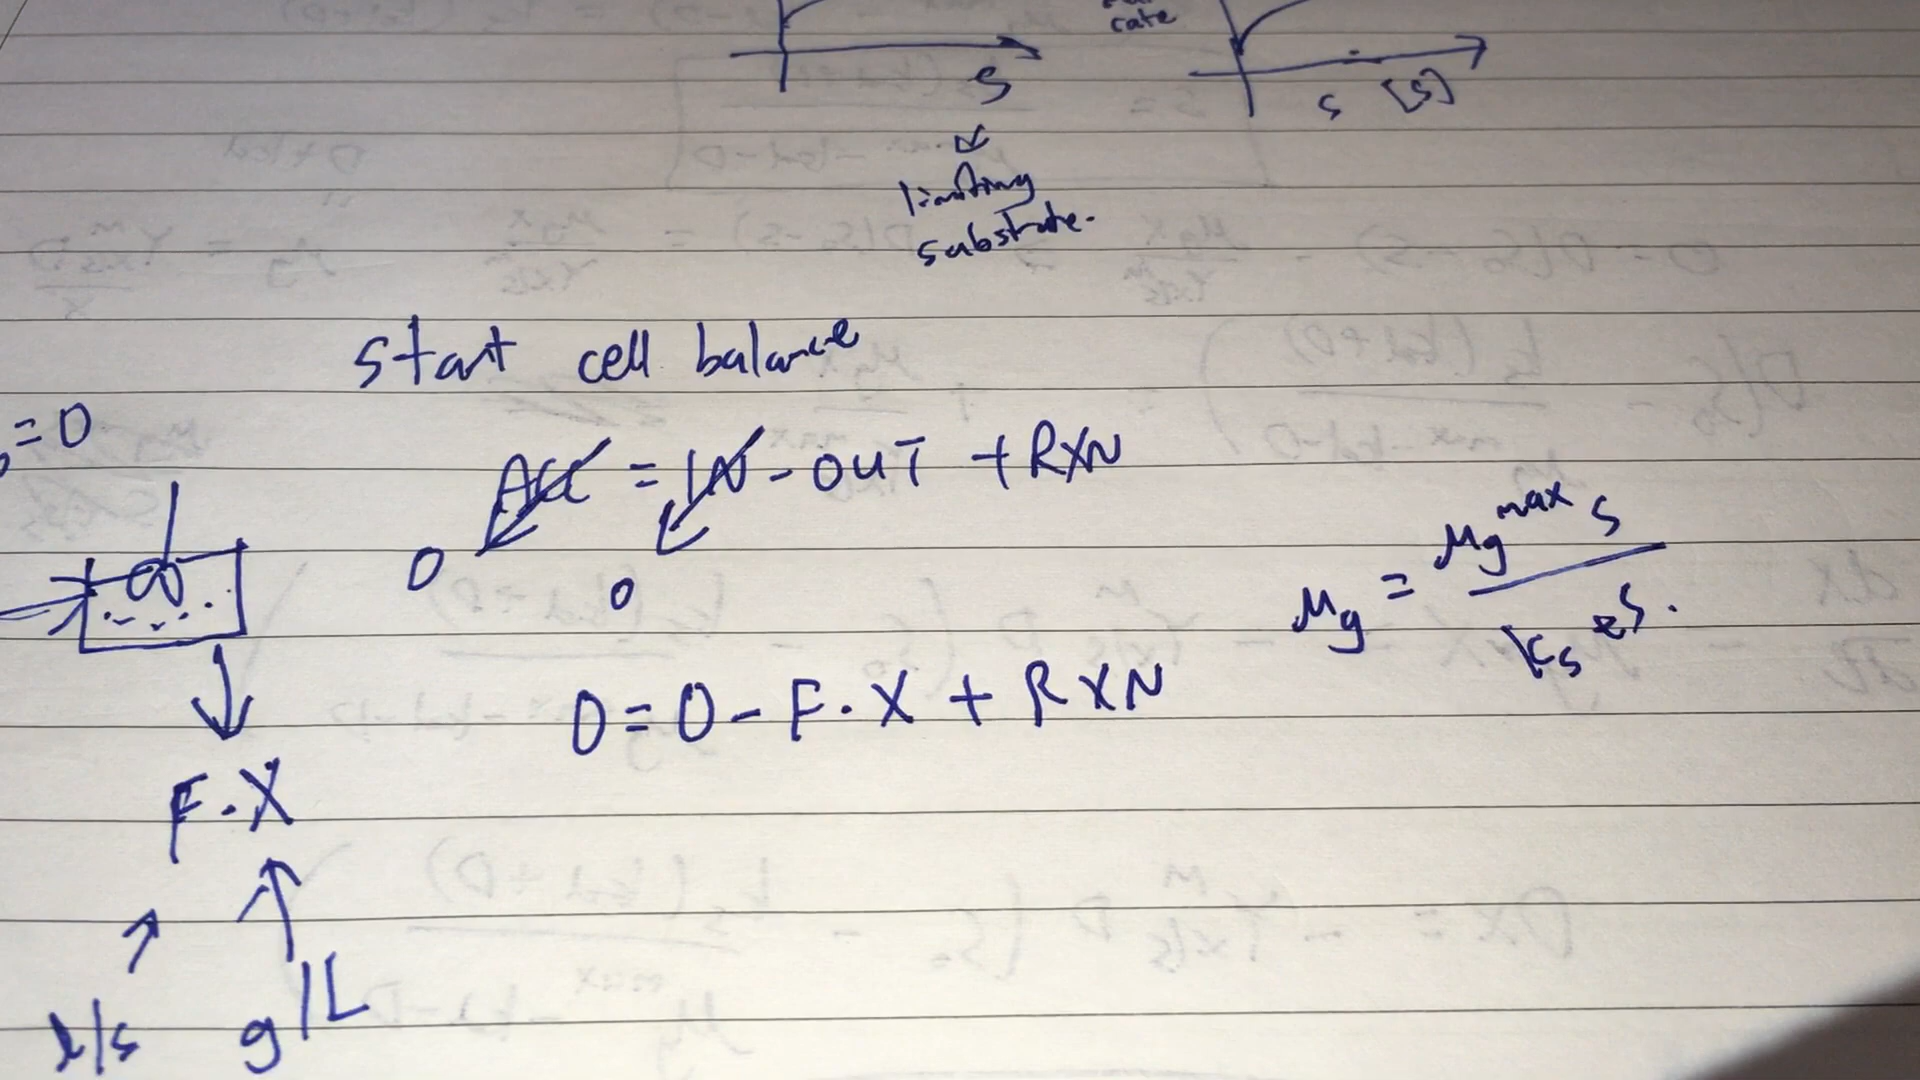 rate
S
S [S]
limiting
substrate.
start cell balance
=0
Acc = IN - OUT + RXN
0
0
μg = μg^max S / Ks + S.
0 = 0 - F.X + RXN
F.X
l/s g/L